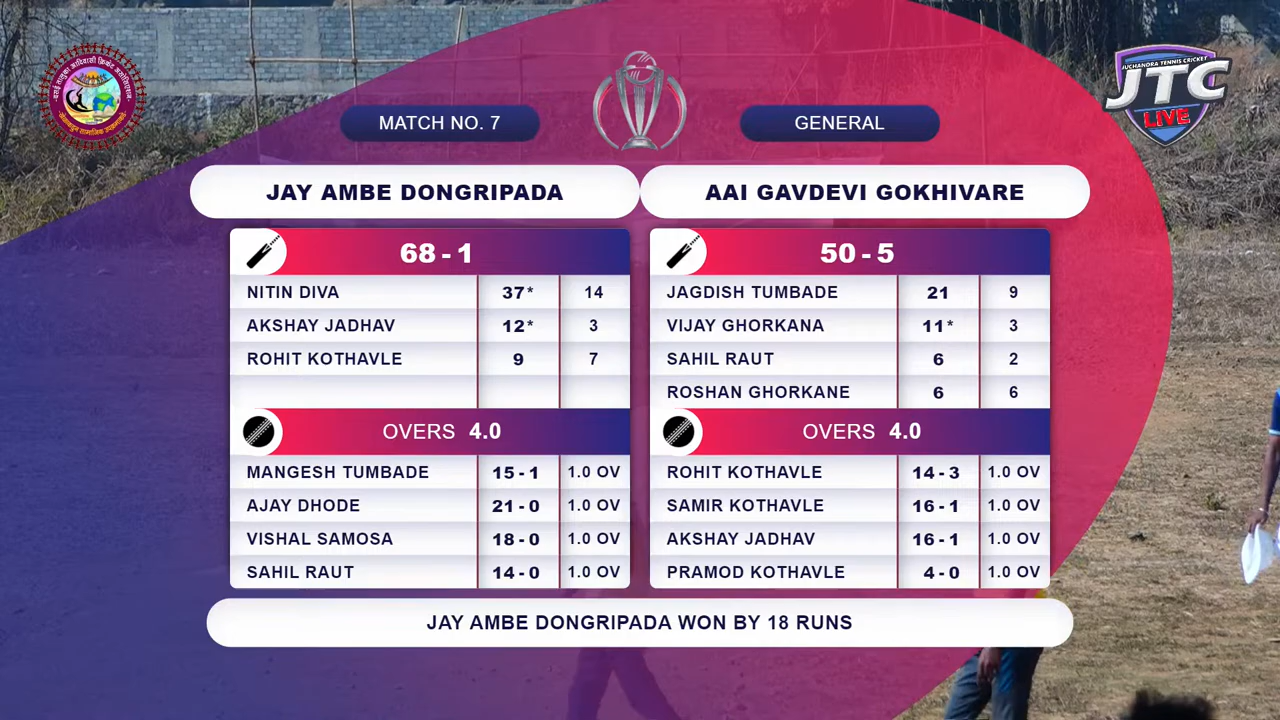 JUCHANDRA TENNIS CRICKET
JTC
LIVE
MATCH NO. 7
GENERAL
JAY AMBE DONGRIPADA
AAI GAVDEVI GOKHIVARE
68 - 1
NITIN DIVA 37* 14
AKSHAY JADHAV 12* 3
ROHIT KOTHAVLE 9 7
OVERS 4.0
MANGESH TUMBADE 15 - 1 1.0 OV
AJAY DHODE 21 - 0 1.0 OV
VISHAL SAMOSA 18 - 0 1.0 OV
SAHIL RAUT 14 - 0 1.0 OV
50 - 5
JAGDISH TUMBADE 21 9
VIJAY GHORKANA 11* 3
SAHIL RAUT 6 2
ROSHAN GHORKANE 6 6
OVERS 4.0
ROHIT KOTHAVLE 14 - 3 1.0 OV
SAMIR KOTHAVLE 16 - 1 1.0 OV
AKSHAY JADHAV 16 - 1 1.0 OV
PRAMOD KOTHAVLE 4 - 0 1.0 OV
JAY AMBE DONGRIPADA WON BY 18 RUNS